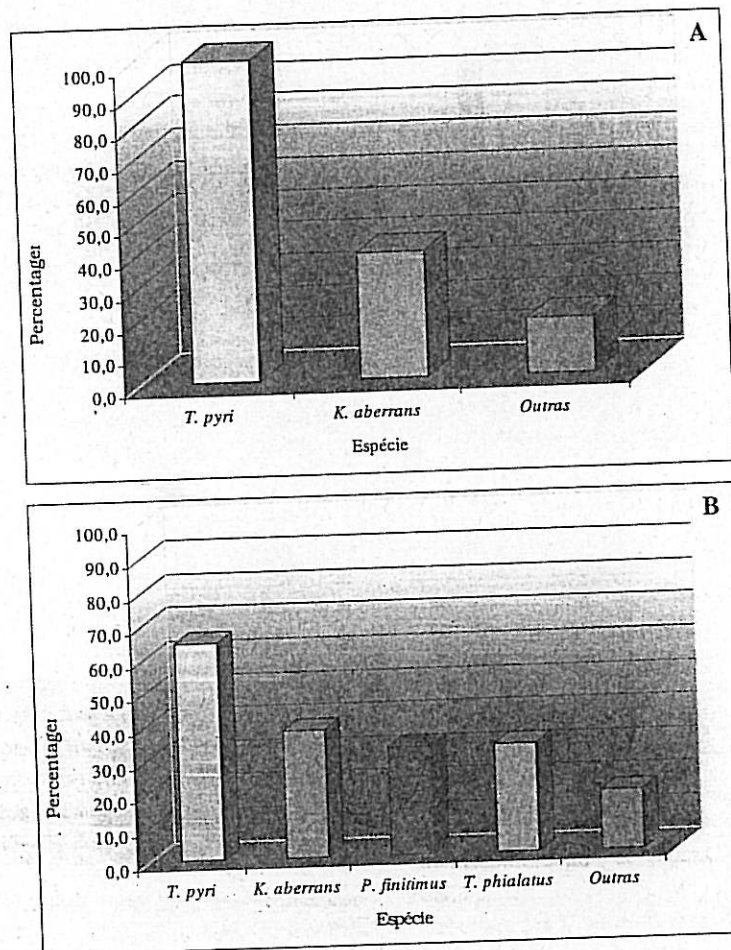 A
100,0
90,0
80,0
70,0
60,0
50,0
40,0
30,0
20,0
10,0
0,0
Percentager
T. pyri K. aberrans Outras
Espécie
B
100,0
90,0
80,0
70,0
60,0
50,0
40,0
30,0
20,0
10,0
0,0
Percentager
T. pyri K. aberrans P. finitimus T. phialatus Outras
Espécie